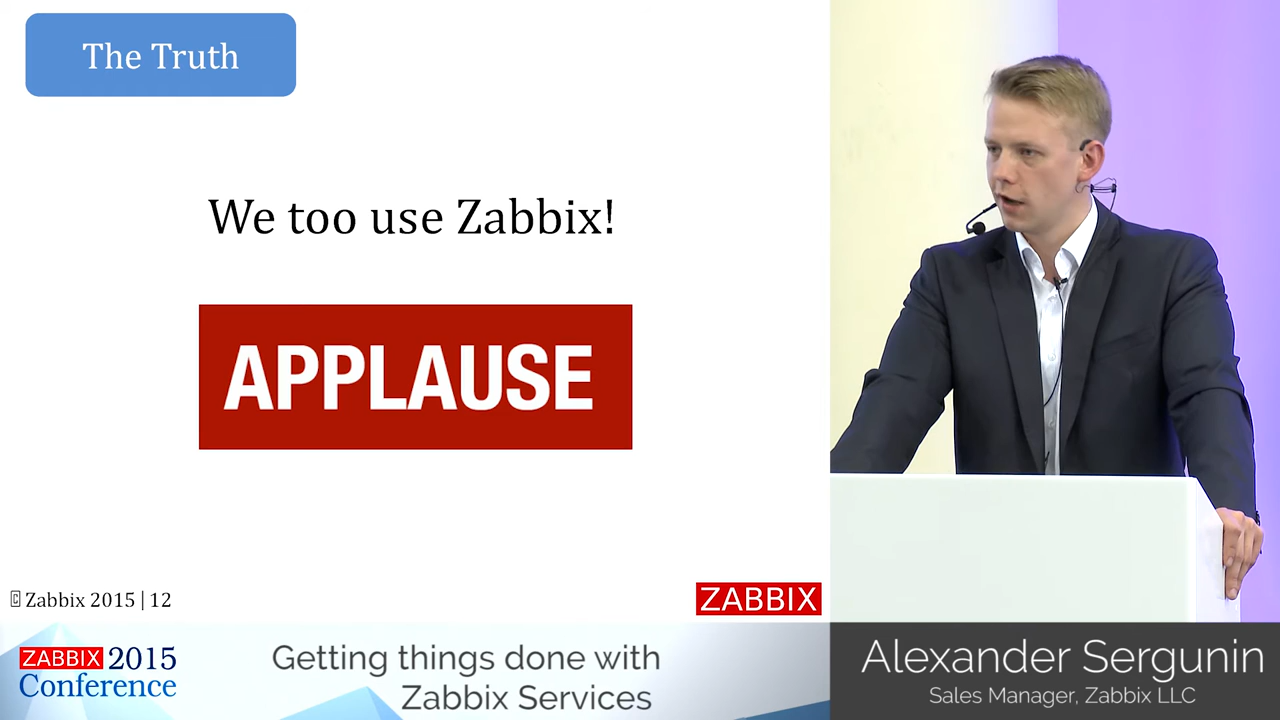 The Truth
We too use Zabbix!
APPLAUSE
© Zabbix 2015 | 12
ZABBIX
ZABBIX 2015
Conference
Getting things done with
Zabbix Services
Alexander Sergunin
Sales Manager, Zabbix LLC